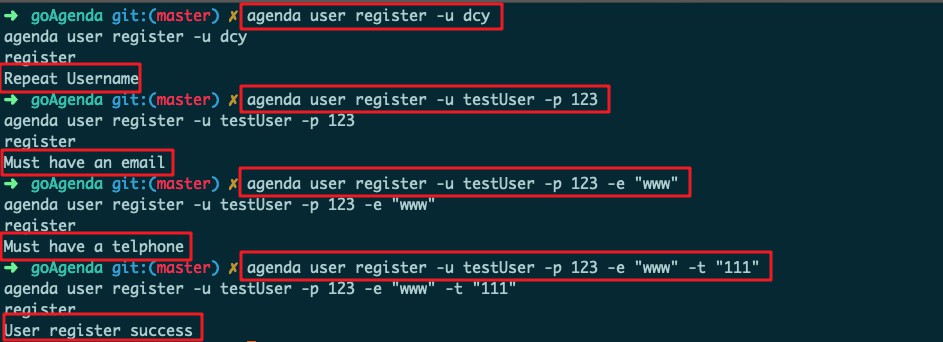 ➜ goAgenda git:(master) ✗ agenda user register -u dcy
agenda user register -u dcy
register
Repeat Username
➜ goAgenda git:(master) ✗ agenda user register -u testUser -p 123
agenda user register -u testUser -p 123
register
Must have an email
➜ goAgenda git:(master) ✗ agenda user register -u testUser -p 123 -e "www"
agenda user register -u testUser -p 123 -e "www"
register
Must have a telphone
➜ goAgenda git:(master) ✗ agenda user register -u testUser -p 123 -e "www" -t "111"
agenda user register -u testUser -p 123 -e "www" -t "111"
register
User register success